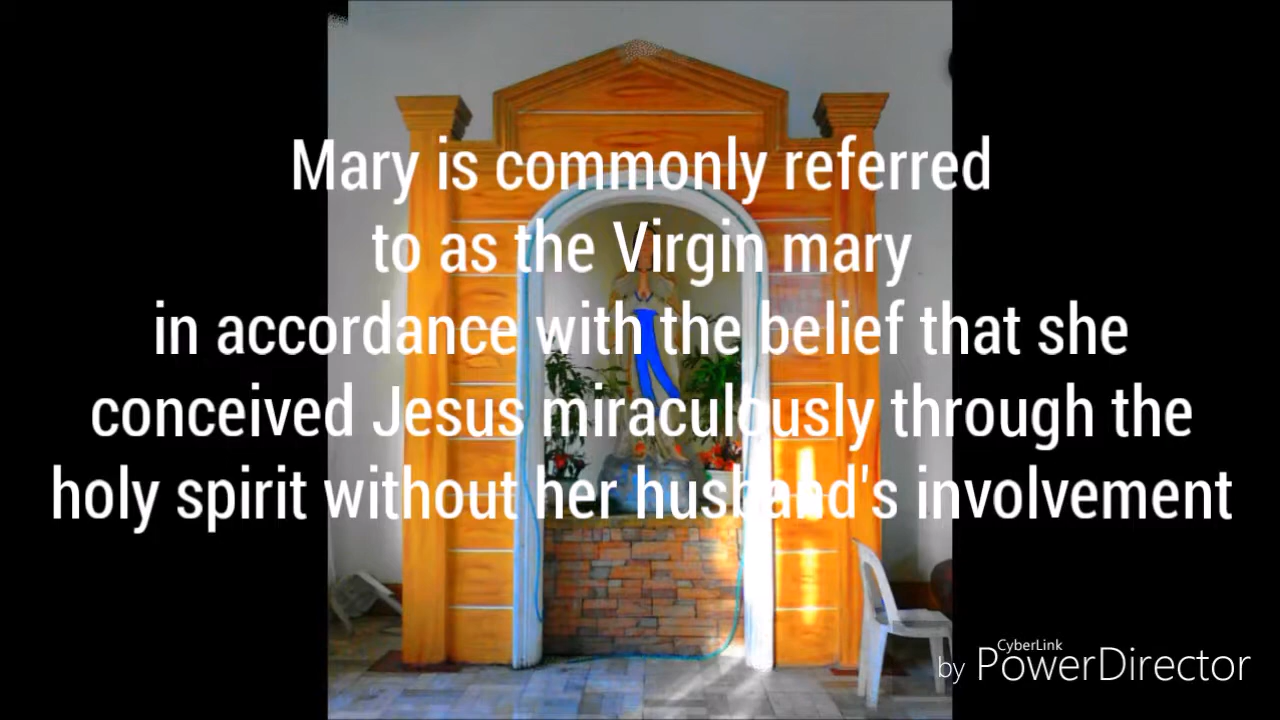 Mary is commonly referred
to as the Virgin mary
in accordance with the belief that she
conceived Jesus miraculously through the
holy spirit without her husband's involvement
CyberLink
by PowerDirector